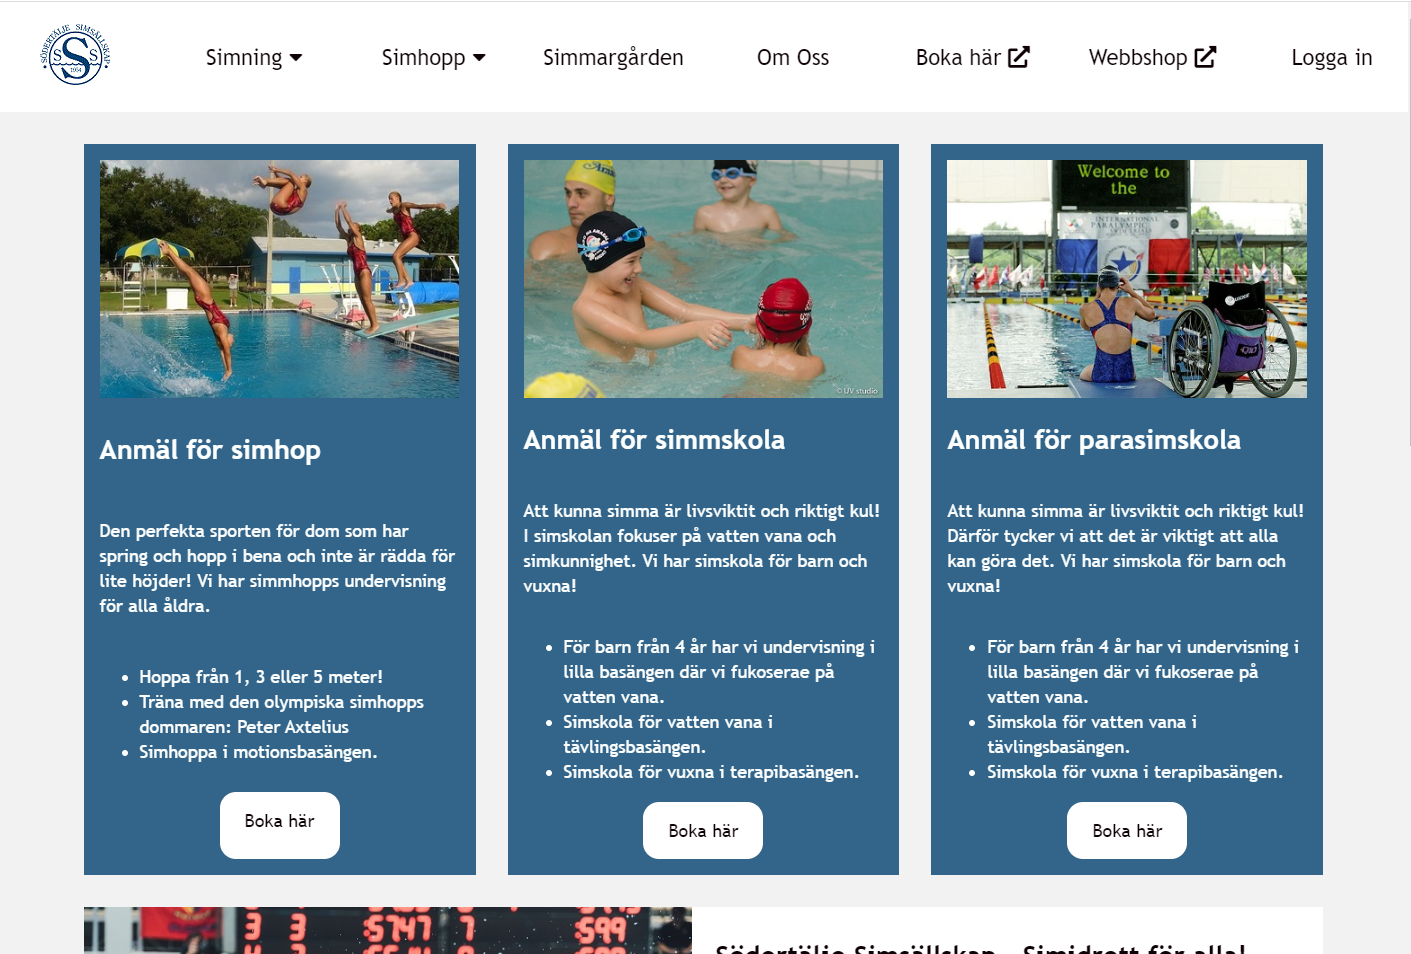 SÖDERTÄLJE SIMSÄLLSKAP
S S S
1934
Simning
Simhopp
Simmargården
Om Oss
Boka här
Webbshop
Logga in
Welcome to
the
INTERNATIONAL
PARALYMPIC
© UV studio
Anmäl för simhop
Den perfekta sporten för dom som har
spring och hopp i bena och inte är rädda för
lite höjder! Vi har simmhopps undervisning
för alla åldra.
Hoppa från 1, 3 eller 5 meter!
Träna med den olympiska simhopps
dommaren: Peter Axtelius
Simhoppa i motionsbasängen.
Boka här
Anmäl för simmskola
Att kunna simma är livsviktit och riktigt kul!
I simskolan fokuser på vatten vana och
simkunnighet. Vi har simskola för barn och
vuxna!
För barn från 4 år har vi undervisning i
lilla basängen där vi fukoserae på
vatten vana.
Simskola för vatten vana i
tävlingsbasängen.
Simskola för vuxna i terapibasängen.
Boka här
Anmäl för parasimskola
Att kunna simma är livsviktit och riktigt kul!
Därför tycker vi att det är viktigt att alla
kan göra det. Vi har simskola för barn och
vuxna!
För barn från 4 år har vi undervisning i
lilla basängen där vi fukoserae på
vatten vana.
Simskola för vatten vana i
tävlingsbasängen.
Simskola för vuxna i terapibasängen.
Boka här
3 3 5747 7 599
Södertälje Simsällskap - Simidrott för alla!